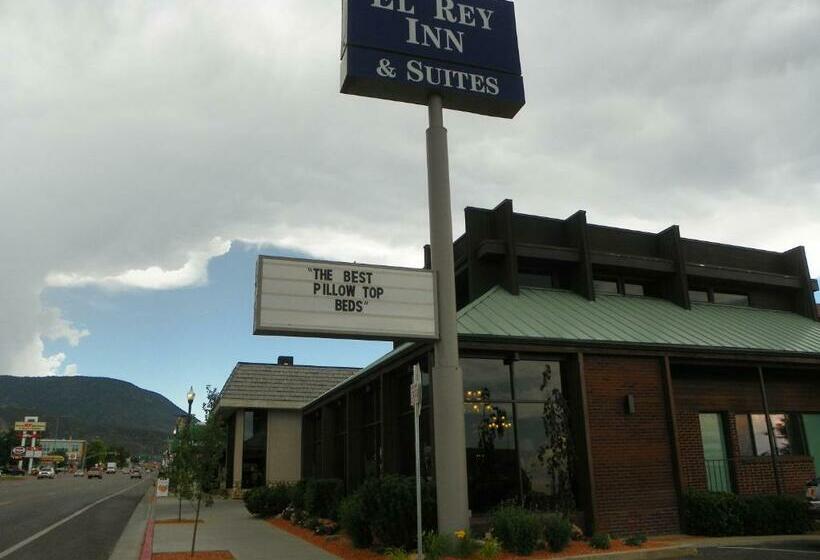 EL REY
INN
& SUITES
"THE BEST
PILLOW TOP
BEDS"